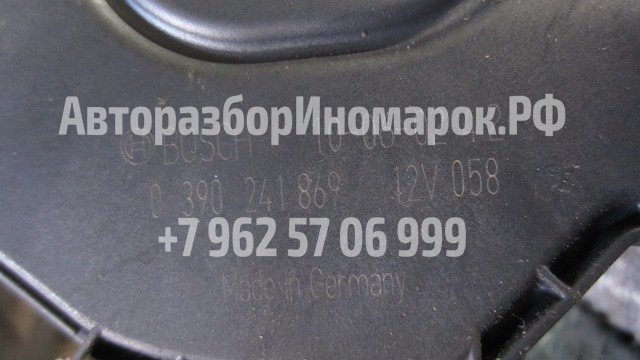 АвторазборИномарок.РФ
BOSCH
0 390 241 869 12V 058
+7 962 57 06 999
Made in Germany